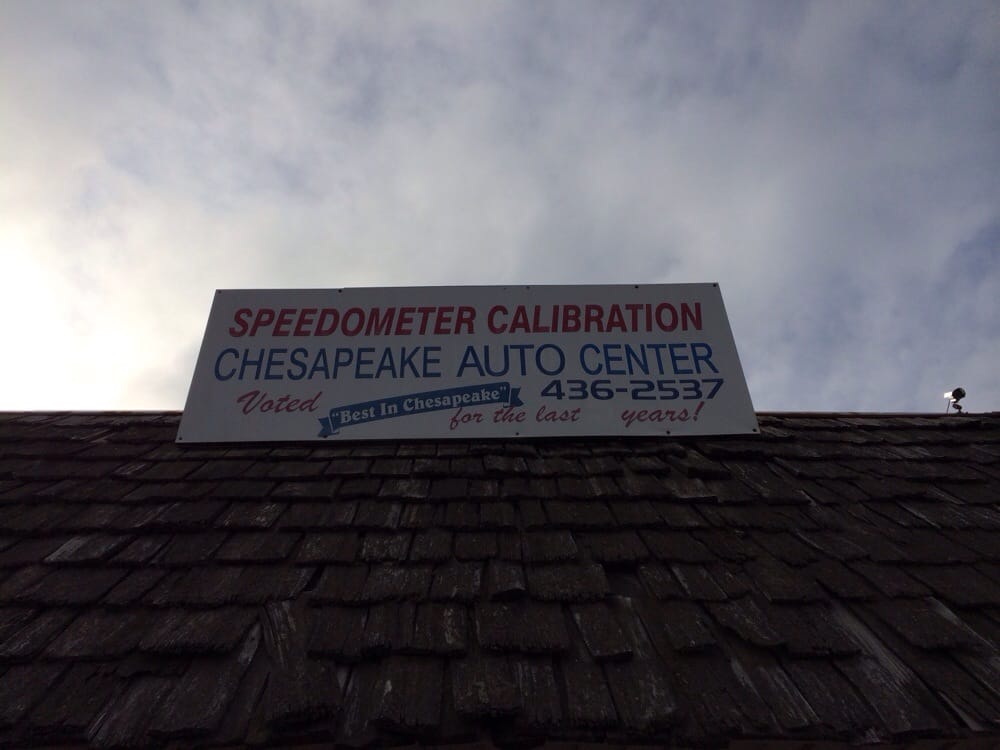 SPEEDOMETER CALIBRATION
CHESAPEAKE AUTO CENTER
436-2537
Voted "Best In Chesapeake" for the last years!